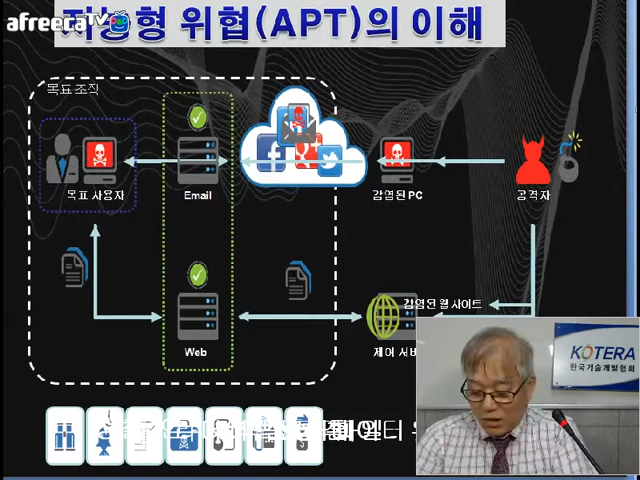 afreecaTV
지능형 위협(APT)의 이해
목표 조직
목표 사용자
Email
감염된 PC
공격자
감염된 웹 사이트
Web
제어 서버
KOTERA
한국기술개발협회